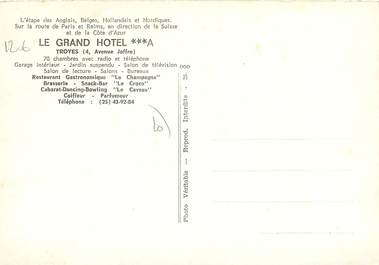 L'étape des Anglais, Belges, Hollandais et Nordiques.
Sur la route de Paris et Reims, en direction de la Suisse
et de la Côte d'Azur
LE GRAND HOTEL ***A
TROYES (4, Avenue Joffre)
70 chambres avec radio et téléphone
Garage intérieur - Jardin suspendu - Salon de télévision
Salon de lecture - Salons - Bureaux
Restaurant Gastronomique "Le Champagne"
Brasserie - Snack-Bar "Le Croco"
Cabaret-Dancing-Bowling "Le Caveau"
Coiffeur - Parfumeur
Téléphone : (25) 43-92-84
Photo Véritable - Reprod. Interdite -